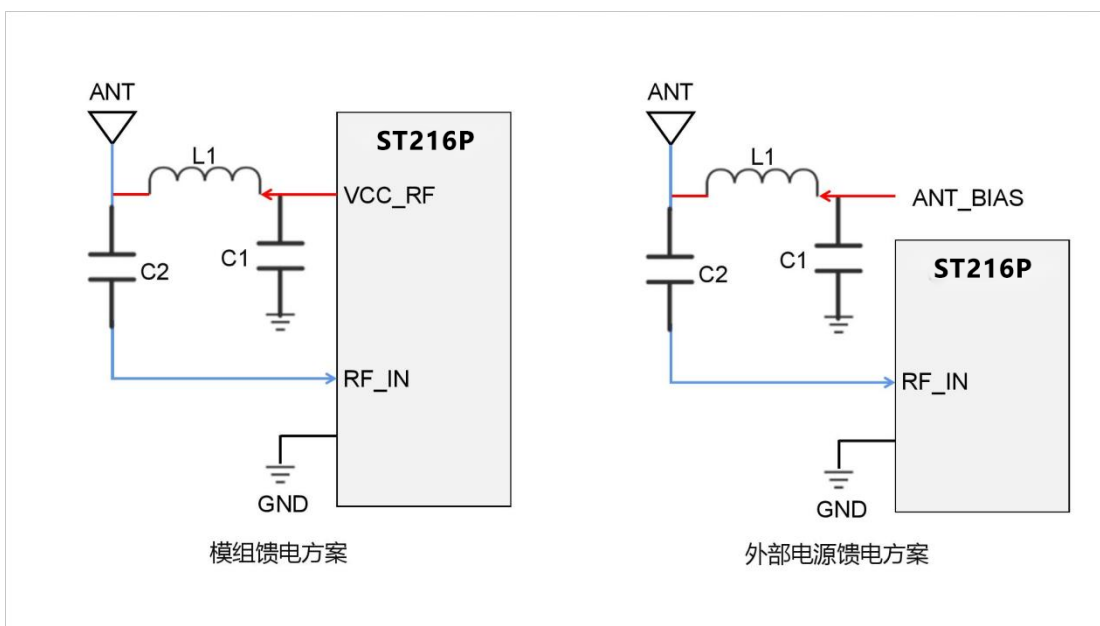 ANT
L1
ST216P
VCC_RF
C2
C1
RF_IN
GND
模组馈电方案
ANT
L1
ANT_BIAS
C2
C1
ST216P
RF_IN
GND
外部电源馈电方案